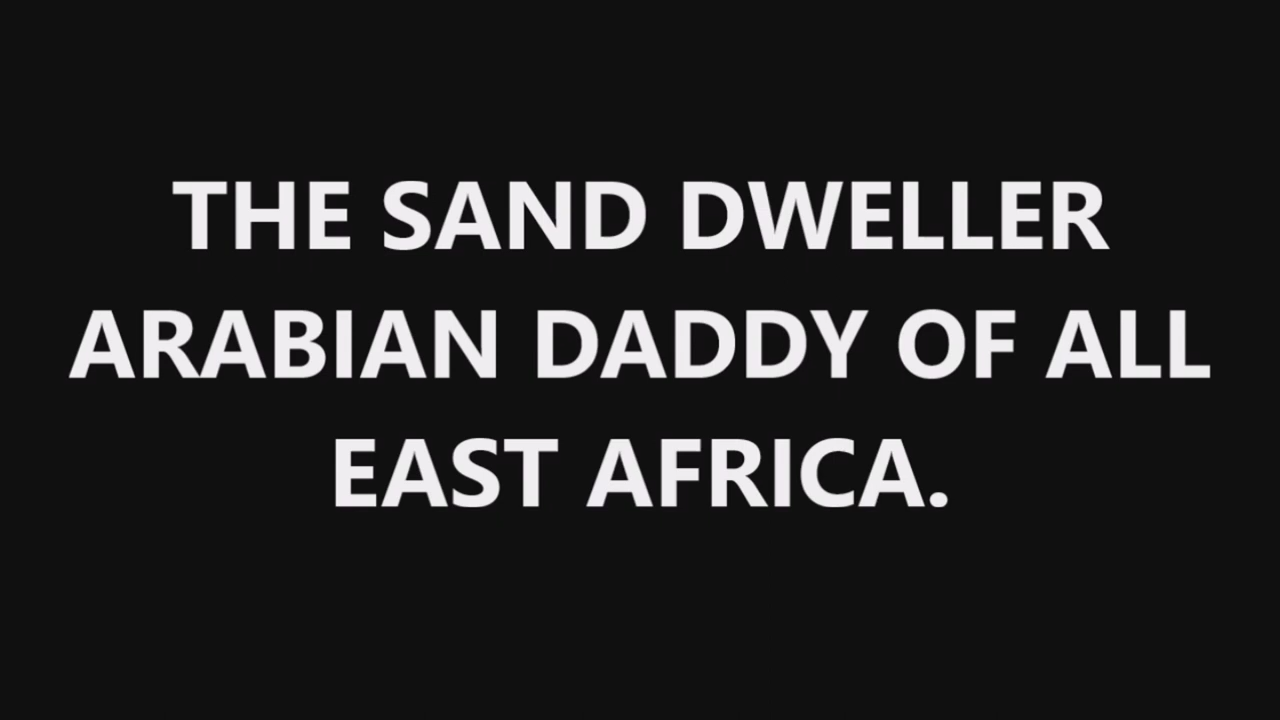 THE SAND DWELLER
ARABIAN DADDY OF ALL
EAST AFRICA.